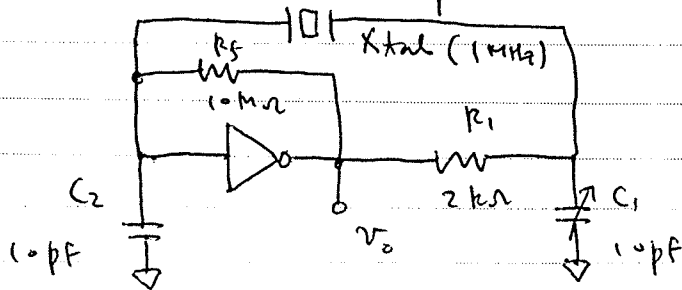 Rf
10MΩ
Xtal (1MHz)
R1
2kΩ
C2
10pF
vo
C1
10pF